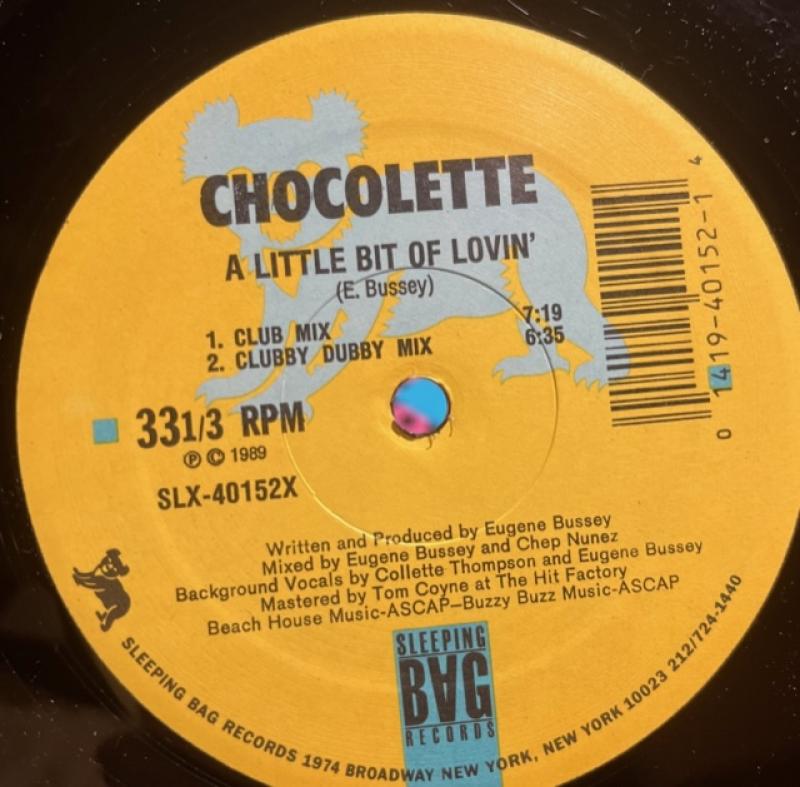 CHOCOLETTE
A LITTLE BIT OF LOVIN'
(E. Bussey)
1. CLUB MIX 7:19
2. CLUBBY DUBBY MIX 6:35
33 1/3 RPM
Ⓟ © 1989
SLX-40152X
0 1419-40152-1 4
Written and Produced by Eugene Bussey
Mixed by Eugene Bussey and Chep Nunez
Background Vocals by Collette Thompson and Eugene Bussey
Mastered by Tom Coyne at The Hit Factory
Beach House Music-ASCAP–Buzzy Buzz Music-ASCAP
SLEEPING
BAG
RECORDS
SLEEPING BAG RECORDS 1974 BROADWAY NEW YORK, NEW YORK 10023 212/724-1440